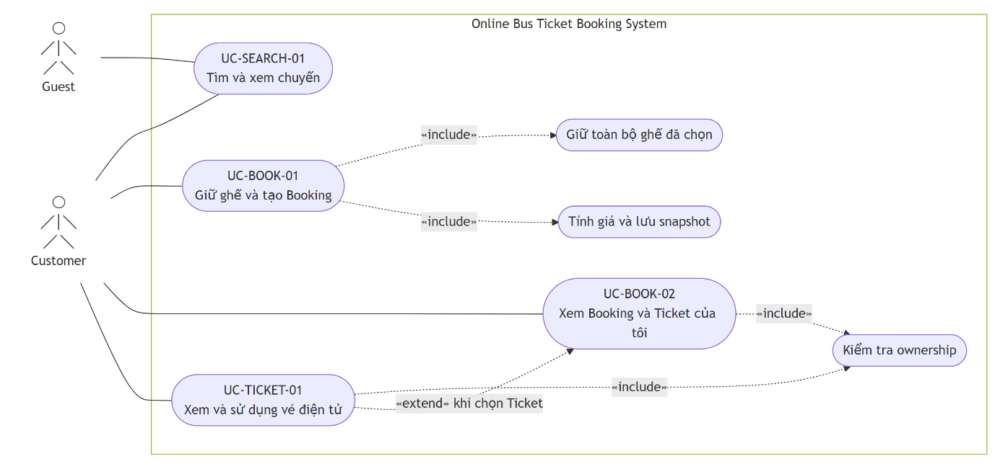 Online Bus Ticket Booking System
Guest
UC-SEARCH-01
Tìm và xem chuyến
«include»
Giữ toàn bộ ghế đã chọn
UC-BOOK-01
Giữ ghế và tạo Booking
«include»
Tính giá và lưu snapshot
Customer
UC-BOOK-02
Xem Booking và Ticket của
tôi
«include»
Kiểm tra ownership
UC-TICKET-01
Xem và sử dụng vé điện tử
«include»
«extend» khi chọn Ticket